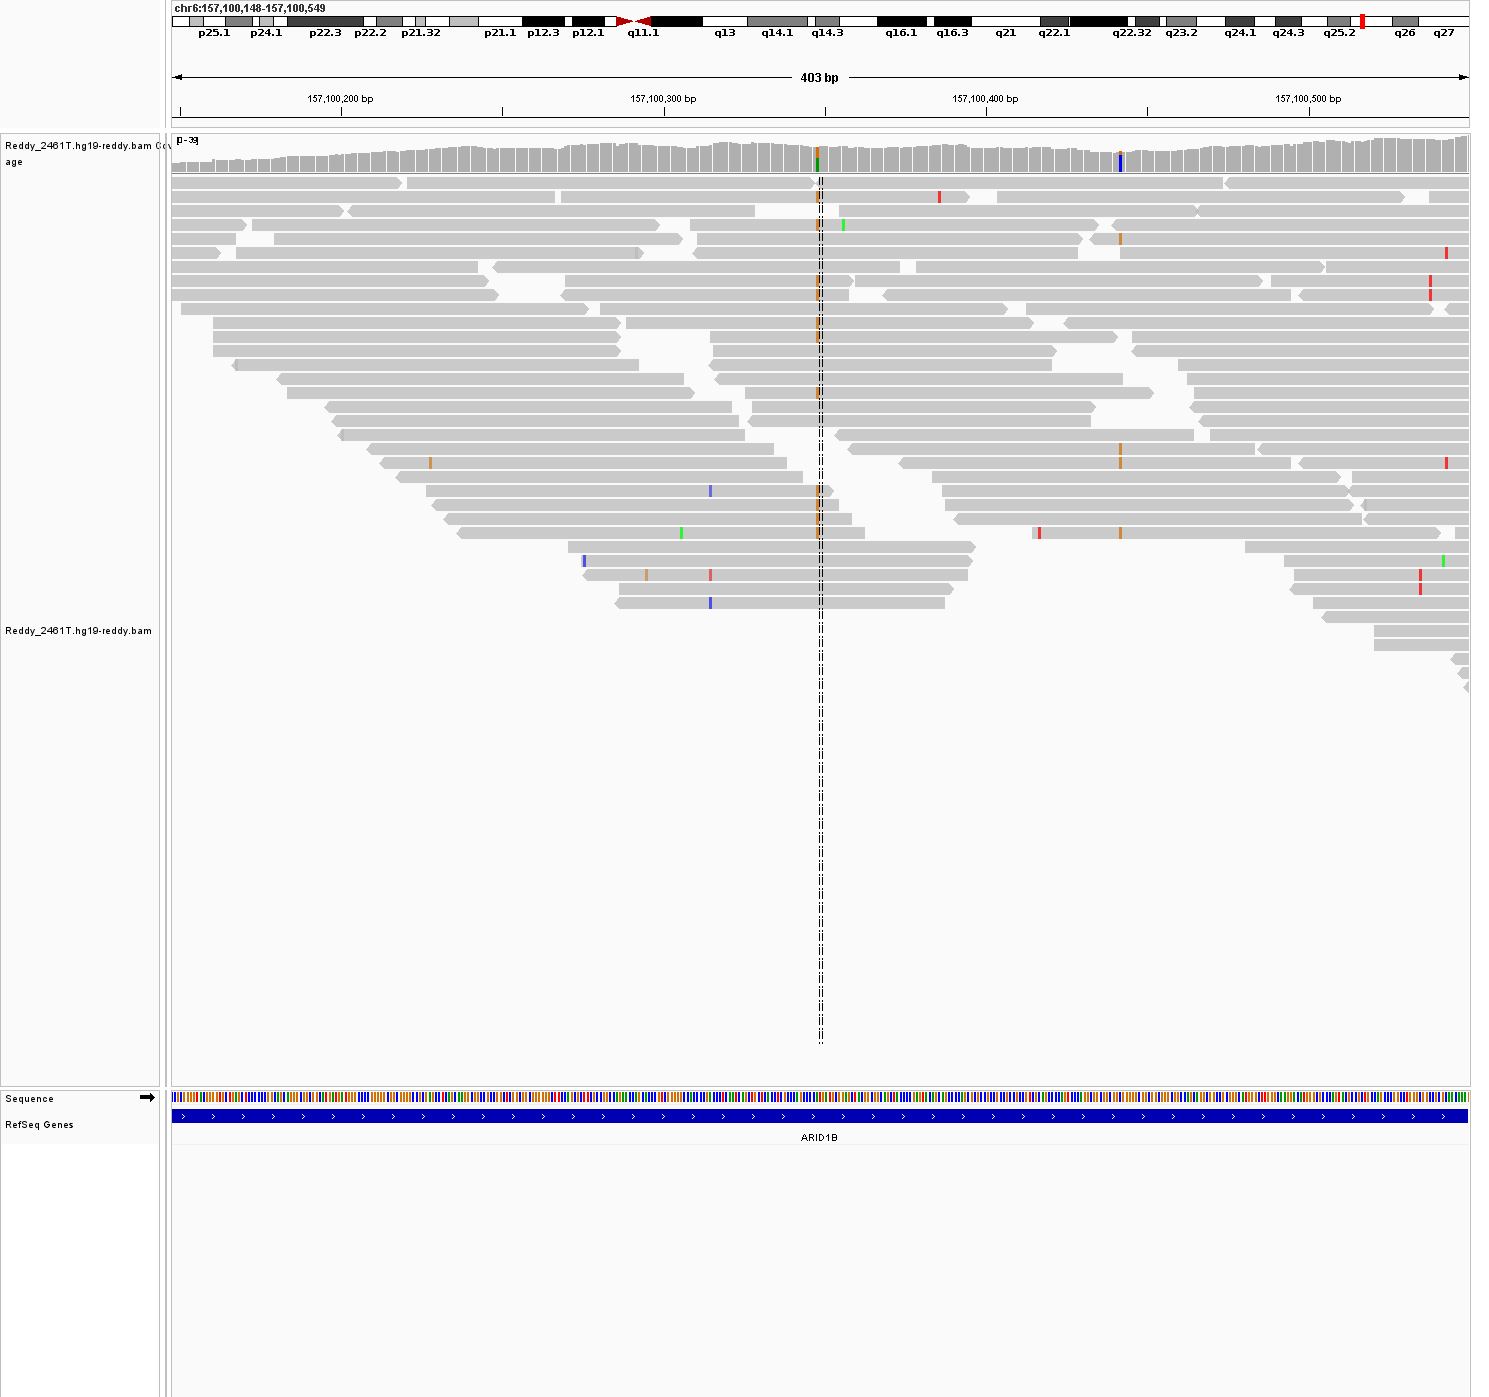 chr6:157,100,148-157,100,549
p25.1 p24.1 p22.3 p22.2 p21.32 p21.1 p12.3 p12.1 q11.1 q13 q14.1 q14.3 q16.1 q16.3 q21 q22.1 q22.32 q23.2 q24.1 q24.3 q25.2 q26 q27
403 bp
157,100,200 bp 157,100,300 bp 157,100,400 bp 157,100,500 bp
[0-39]
Reddy_2461T.hg19-reddy.bam Cov
age
Reddy_2461T.hg19-reddy.bam
Sequence
RefSeq Genes
ARID1B